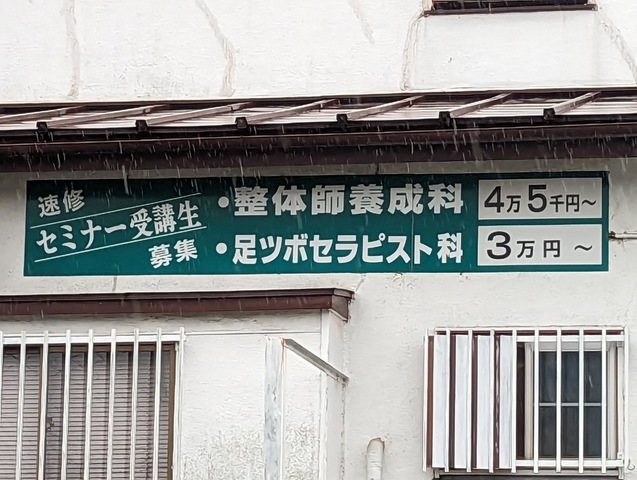 速修
セミナー受講生
募集
・整体師養成科 4万5千円～
・足ツボセラピスト科 3万円～